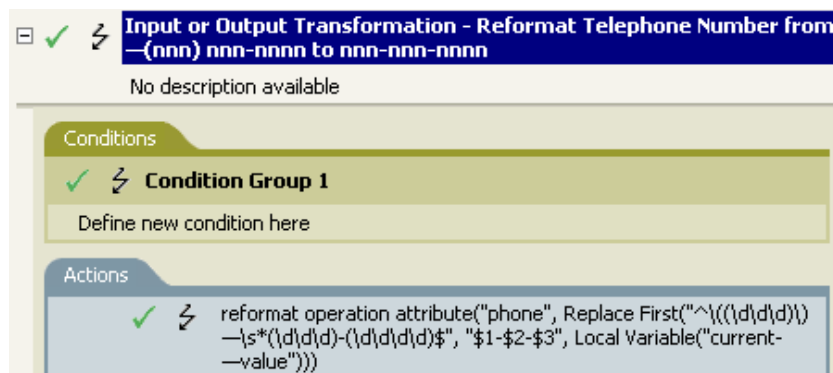 Input or Output Transformation - Reformat Telephone Number from
—(nnn) nnn-nnnn to nnn-nnn-nnnn
No description available
Conditions
Condition Group 1
Define new condition here
Actions
reformat operation attribute("phone", Replace First("^\((\d\d\d)\)
—\s*(\d\d\d)-(\d\d\d\d)$", "$1-$2-$3", Local Variable("current-
—value")))